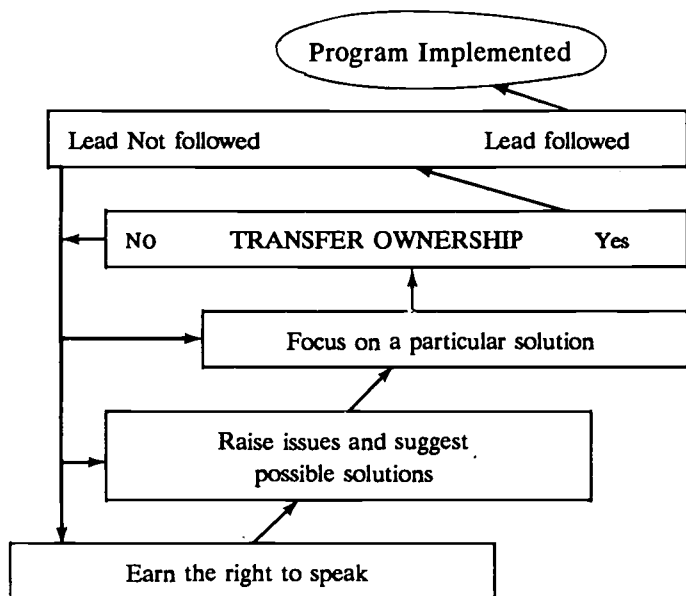 Program Implemented
Lead Not followed Lead followed
No TRANSFER OWNERSHIP Yes
Focus on a particular solution
Raise issues and suggest
possible solutions
Earn the right to speak